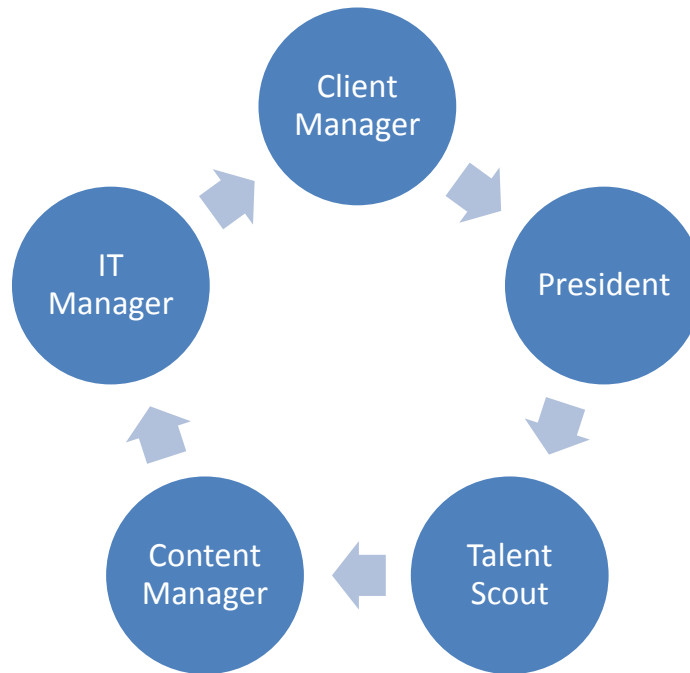 Client
Manager
President
Talent
Scout
Content
Manager
IT
Manager